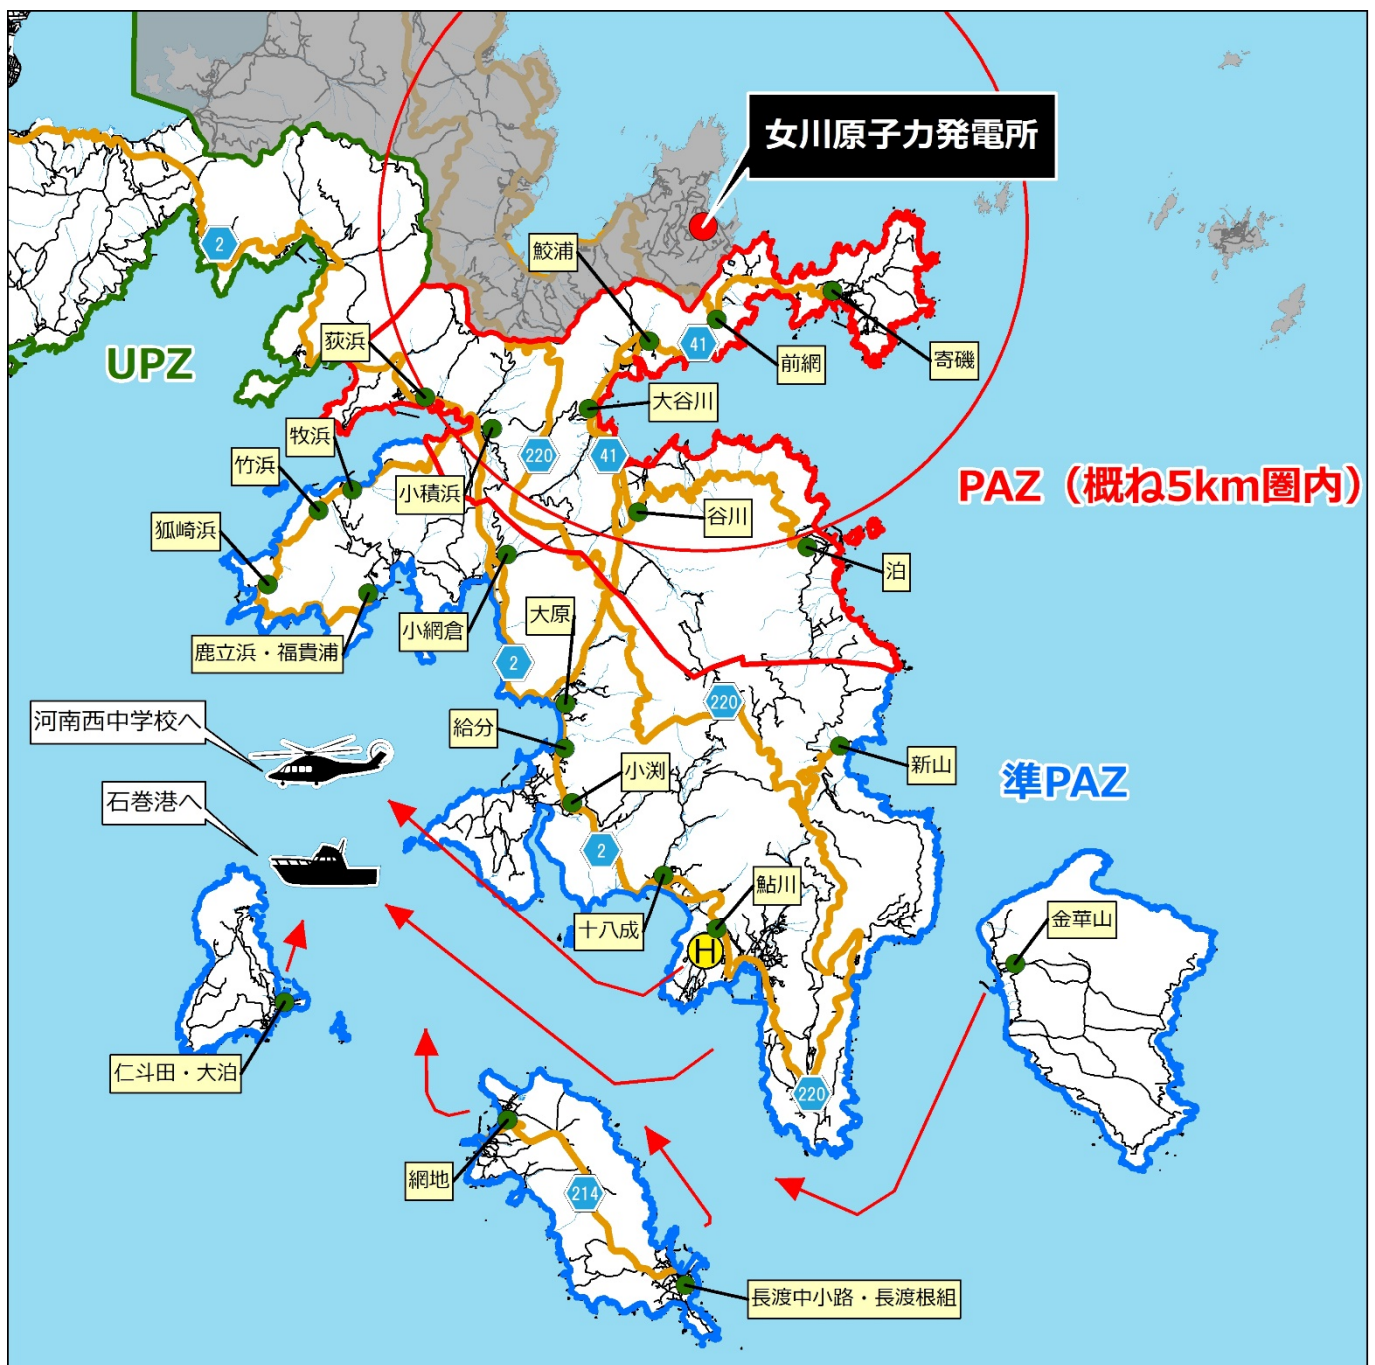 女川原子力発電所
2
鮫浦
荻浜
41
前網
寄磯
UPZ
大谷川
牧浜
220
41
竹浜
小積浜
PAZ（概ね5km圏内）
谷川
狐崎浜
泊
大原
小網倉
鹿立浜・福貴浦
2
220
河南西中学校へ
給分
小渕
新山
準PAZ
石巻港へ
2
鮎川
十八成
金華山
H
仁斗田・大泊
220
網地
214
長渡中小路・長渡根組